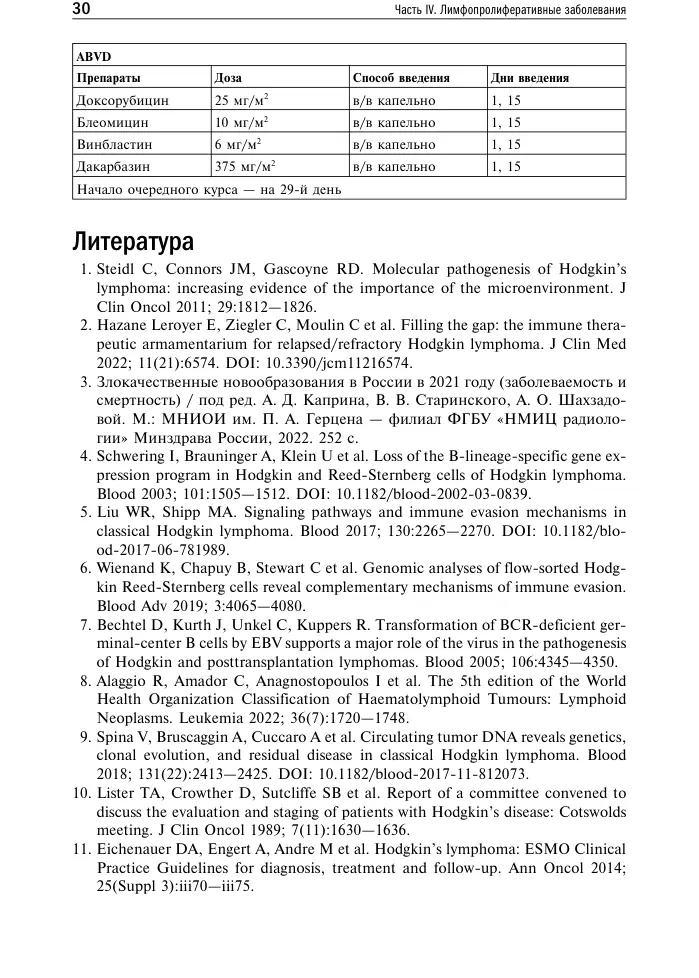 30 Часть IV. Лимфопролиферативные заболевания
ABVD
Препараты Доза Способ введения Дни введения
Доксорубицин 25 мг/м² в/в капельно 1, 15
Блеомицин 10 мг/м² в/в капельно 1, 15
Винбластин 6 мг/м² в/в капельно 1, 15
Дакарбазин 375 мг/м² в/в капельно 1, 15
Начало очередного курса — на 29-й день
Литература
1. Steidl C, Connors JM, Gascoyne RD. Molecular pathogenesis of Hodgkin’s
lymphoma: increasing evidence of the importance of the microenvironment. J
Clin Oncol 2011; 29:1812—1826.
2. Hazane Leroyer E, Ziegler C, Moulin C et al. Filling the gap: the immune thera-
peutic armamentarium for relapsed/refractory Hodgkin lymphoma. J Clin Med
2022; 11(21):6574. DOI: 10.3390/jcm11216574.
3. Злокачественные новообразования в России в 2021 году (заболеваемость и
смертность) / под ред. А. Д. Каприна, В. В. Старинского, А. О. Шахзадо-
вой. М.: МНИОИ им. П. А. Герцена — филиал ФГБУ «НМИЦ радиоло-
гии» Минздрава России, 2022. 252 с.
4. Schwering I, Brauninger A, Klein U et al. Loss of the B-lineage-specific gene ex-
pression program in Hodgkin and Reed-Sternberg cells of Hodgkin lymphoma.
Blood 2003; 101:1505—1512. DOI: 10.1182/blood-2002-03-0839.
5. Liu WR, Shipp MA. Signaling pathways and immune evasion mechanisms in
classical Hodgkin lymphoma. Blood 2017; 130:2265—2270. DOI: 10.1182/blo-
od-2017-06-781989.
6. Wienand K, Chapuy B, Stewart C et al. Genomic analyses of flow-sorted Hodg-
kin Reed-Sternberg cells reveal complementary mechanisms of immune evasion.
Blood Adv 2019; 3:4065—4080.
7. Bechtel D, Kurth J, Unkel C, Kuppers R. Transformation of BCR-deficient ger-
minal-center B cells by EBV supports a major role of the virus in the pathogenesis
of Hodgkin and posttransplantation lymphomas. Blood 2005; 106:4345—4350.
8. Alaggio R, Amador C, Anagnostopoulos I et al. The 5th edition of the World
Health Organization Classification of Haematolymphoid Tumours: Lymphoid
Neoplasms. Leukemia 2022; 36(7):1720—1748.
9. Spina V, Bruscaggin A, Cuccaro A et al. Circulating tumor DNA reveals genetics,
clonal evolution, and residual disease in classical Hodgkin lymphoma. Blood
2018; 131(22):2413—2425. DOI: 10.1182/blood-2017-11-812073.
10. Lister TA, Crowther D, Sutcliffe SB et al. Report of a committee convened to
discuss the evaluation and staging of patients with Hodgkin’s disease: Cotswolds
meeting. J Clin Oncol 1989; 7(11):1630—1636.
11. Eichenauer DA, Engert A, Andre M et al. Hodgkin’s lymphoma: ESMO Clinical
Practice Guidelines for diagnosis, treatment and follow-up. Ann Oncol 2014;
25(Suppl 3):iii70—iii75.